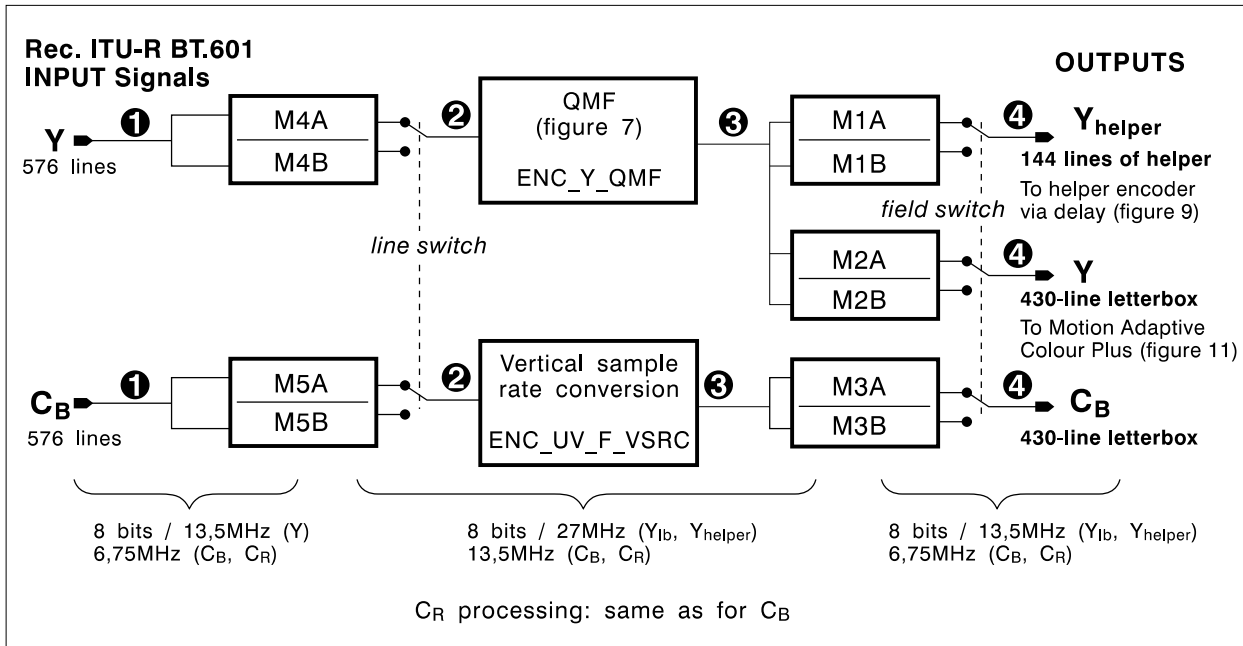 Rec. ITU-R BT.601
INPUT Signals
OUTPUTS
1
Y
576 lines
M4A
M4B
2
QMF
(figure 7)
ENC_Y_QMF
3
M1A
M1B
4
Yhelper
144 lines of helper
To helper encoder
via delay (figure 9)
line switch
field switch
M2A
M2B
4
Y
430-line letterbox
To Motion Adaptive
Colour Plus (figure 11)
1
CB
576 lines
M5A
M5B
2
Vertical sample
rate conversion
ENC_UV_F_VSRC
3
M3A
M3B
4
CB
430-line letterbox
8 bits / 13,5MHz (Y)
6,75MHz (CB, CR)
8 bits / 27MHz (Ylb, Yhelper)
13,5MHz (CB, CR)
8 bits / 13,5MHz (Ylb, Yhelper)
6,75MHz (CB, CR)
CR processing: same as for CB